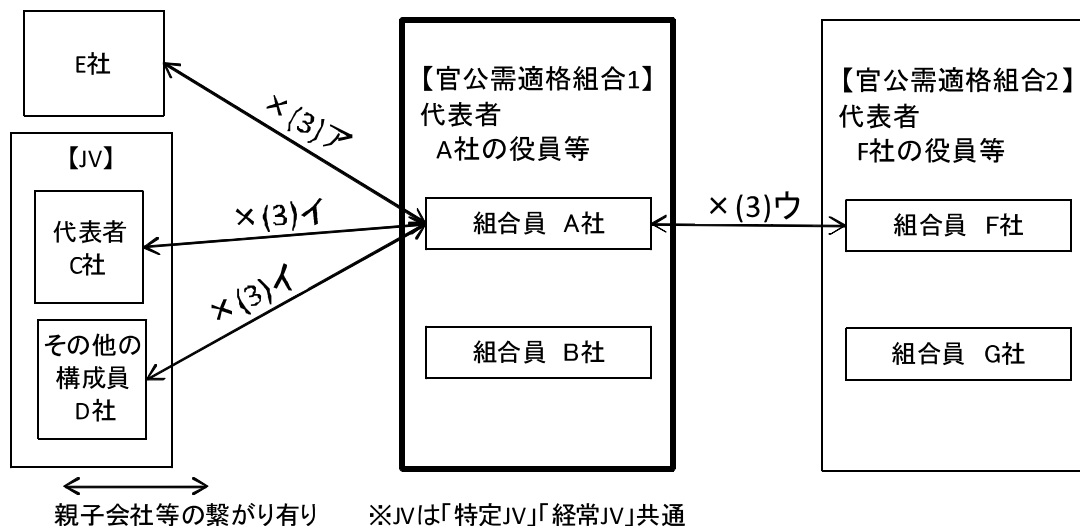 E社
【JV】
代表者
C社
その他の
構成員
D社
×(3)ア
×(3)イ
×(3)イ
【官公需適格組合1】
代表者
A社の役員等
組合員　A社
組合員　B社
×(3)ウ
【官公需適格組合2】
代表者
F社の役員等
組合員　F社
組合員　G社
親子会社等の繋がり有り
※JVは「特定JV」「経常JV」共通